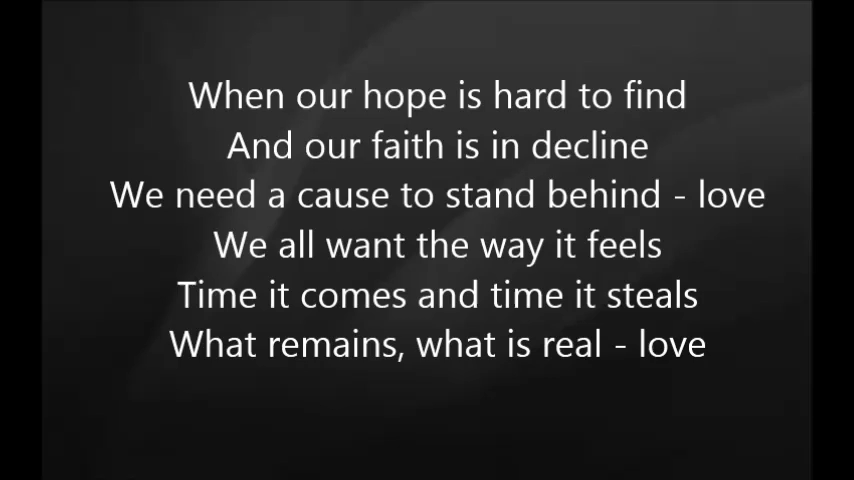 When our hope is hard to find
And our faith is in decline
We need a cause to stand behind - love
We all want the way it feels
Time it comes and time it steals
What remains, what is real - love